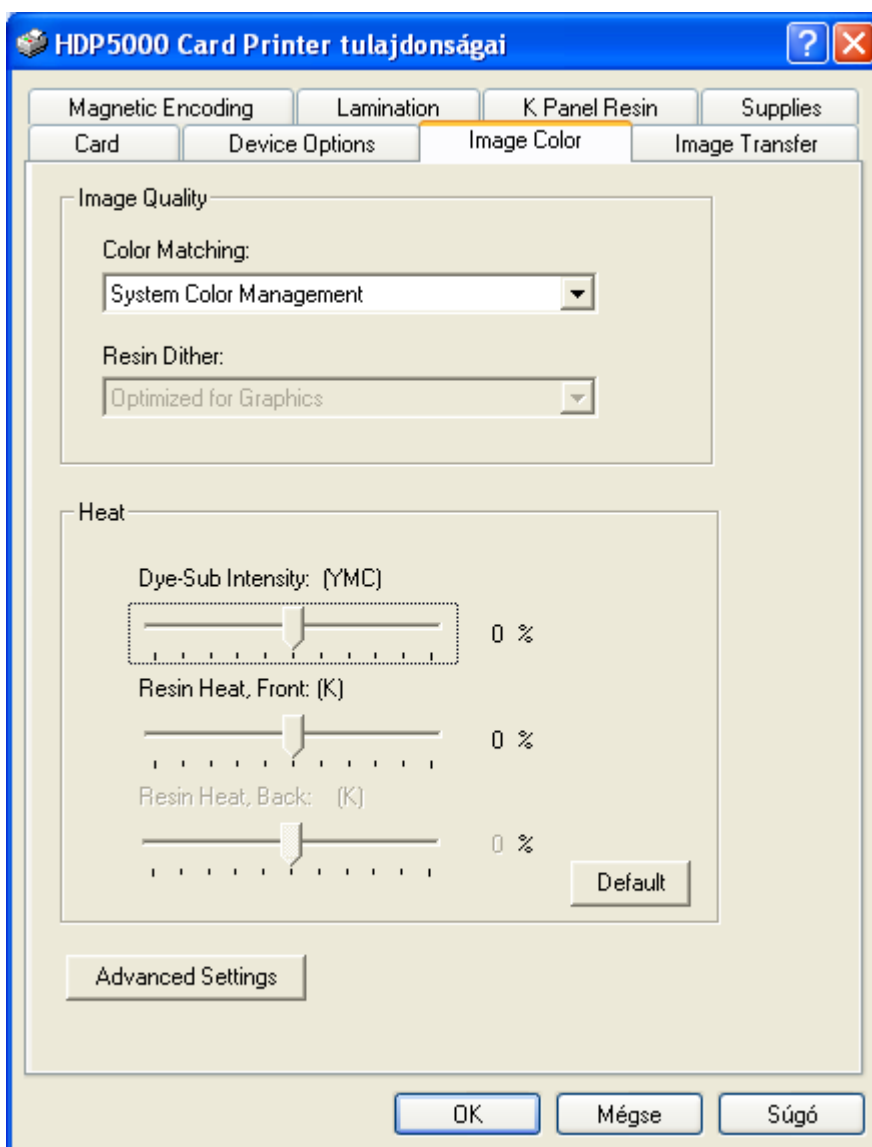 HDP5000 Card Printer tulajdonságai
Magnetic Encoding Lamination K Panel Resin Supplies
Card Device Options Image Color Image Transfer
Image Quality
Color Matching:
System Color Management
Resin Dither:
Optimized for Graphics
Heat
Dye-Sub Intensity: (YMC)
0 %
Resin Heat, Front: (K)
0 %
Resin Heat, Back: (K)
0 %
Default
Advanced Settings
OK Mégse Súgó